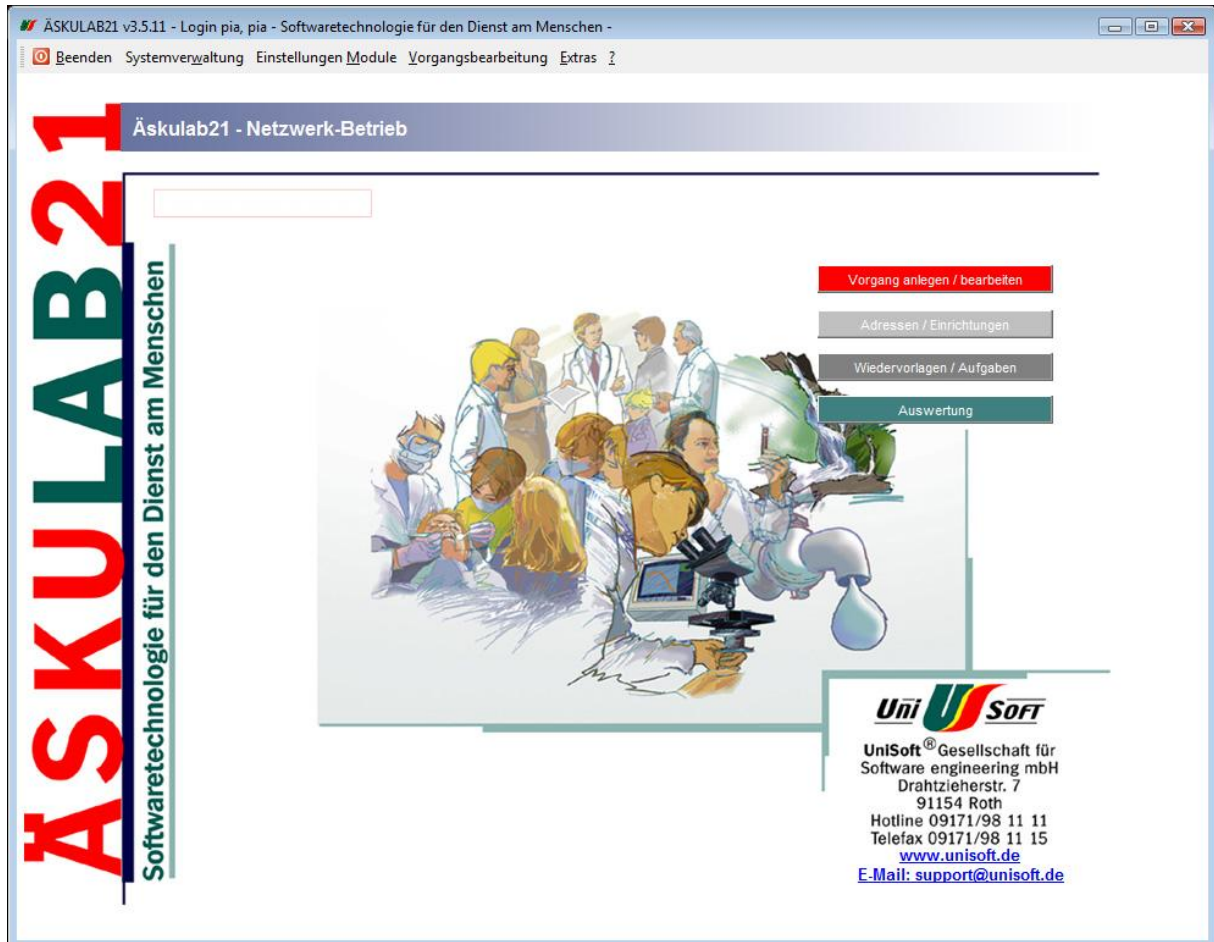 ÄSKULAB21 v3.5.11 - Login pia, pia - Softwaretechnologie für den Dienst am Menschen -
Beenden Systemverwaltung Einstellungen Module Vorgangsbearbeitung Extras ?
Äskulab21 - Netzwerk-Betrieb
ÄSKULAB21
Softwaretechnologie für den Dienst am Menschen
Vorgang anlegen / bearbeiten
Adressen / Einrichtungen
Wiedervorlagen / Aufgaben
Auswertung
Uni US Soft
UniSoft® Gesellschaft für
Software engineering mbH
Drahtzieherstr. 7
91154 Roth
Hotline 09171/98 11 11
Telefax 09171/98 11 15
www.unisoft.de
E-Mail: support@unisoft.de